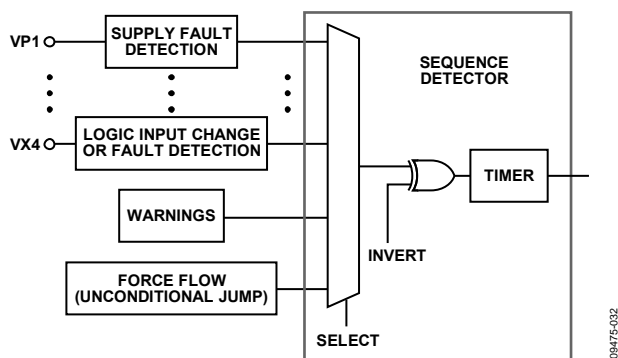 VP1
SUPPLY FAULT
DETECTION
SEQUENCE
DETECTOR
VX4
LOGIC INPUT CHANGE
OR FAULT DETECTION
TIMER
WARNINGS
INVERT
FORCE FLOW
(UNCONDITIONAL JUMP)
SELECT
09475-032